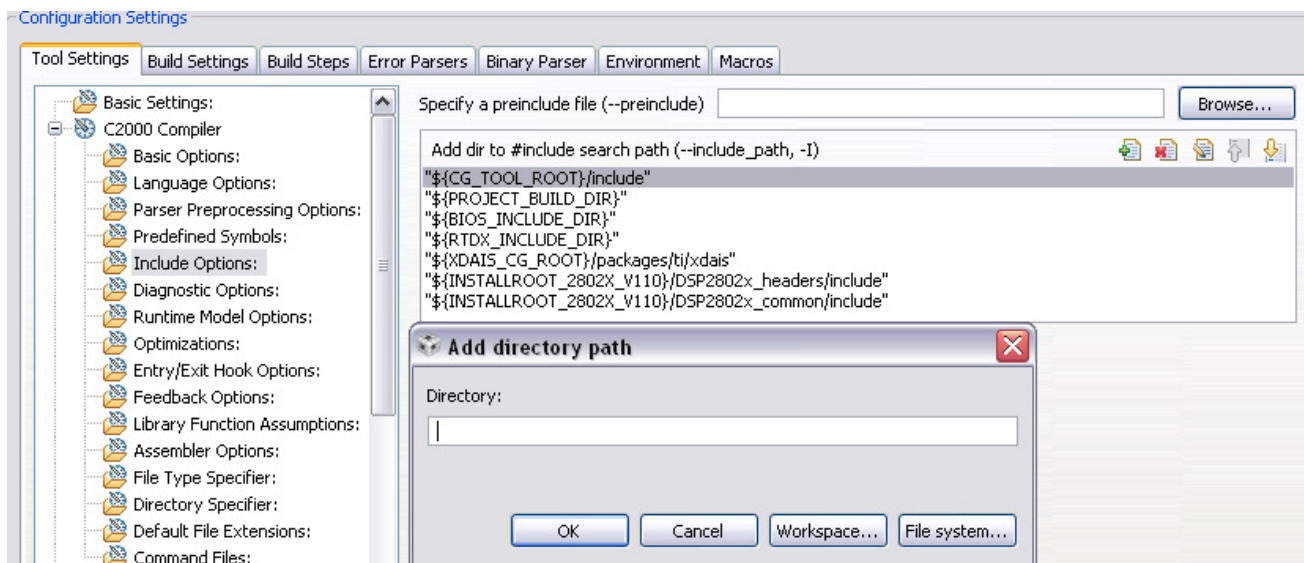 Configuration Settings
Tool Settings Build Settings Build Steps Error Parsers Binary Parser Environment Macros
Basic Settings:
C2000 Compiler
Basic Options:
Language Options:
Parser Preprocessing Options:
Predefined Symbols:
Include Options:
Diagnostic Options:
Runtime Model Options:
Optimizations:
Entry/Exit Hook Options:
Feedback Options:
Library Function Assumptions:
Assembler Options:
File Type Specifier:
Directory Specifier:
Default File Extensions:
Command Files:
Specify a preinclude file (--preinclude) Browse...
Add dir to #include search path (--include_path, -I)
"${CG_TOOL_ROOT}/include"
"${PROJECT_BUILD_DIR}"
"${BIOS_INCLUDE_DIR}"
"${RTDX_INCLUDE_DIR}"
"${XDAIS_CG_ROOT}/packages/ti/xdais"
"${INSTALLROOT_2802X_V110}/DSP2802x_headers/include"
"${INSTALLROOT_2802X_V110}/DSP2802x_common/include"
Add directory path
Directory:
OK Cancel Workspace... File system...